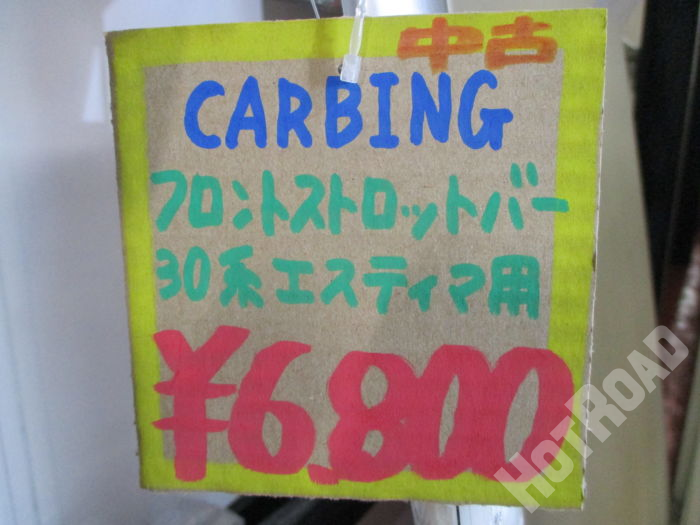 中古
CARBING
フロントストロットバー
30系エスティマ用
¥6,800
HOTROAD